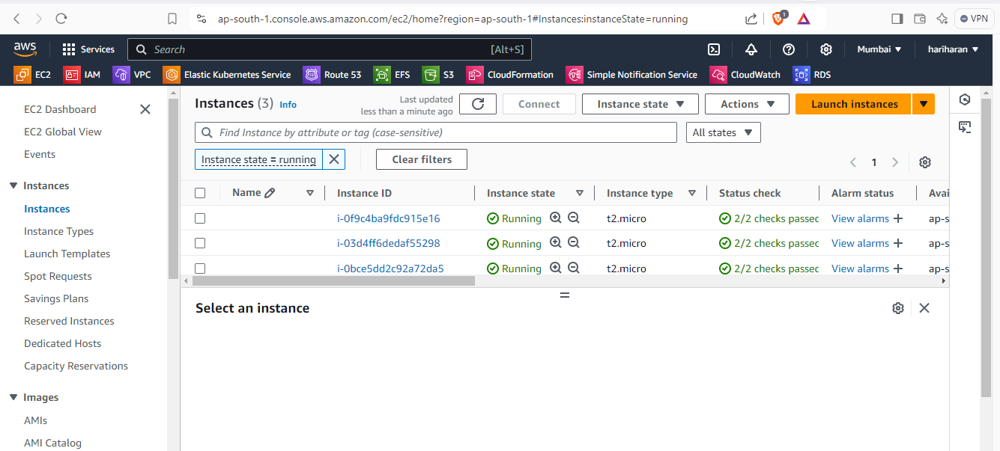 ap-south-1.console.aws.amazon.com/ec2/home?region=ap-south-1#Instances:instanceState=running
1
VPN
aws
Services
Search
[Alt+S]
Mumbai
hariharan
EC2
IAM
VPC
Elastic Kubernetes Service
Route 53
EFS
S3
CloudFormation
Simple Notification Service
CloudWatch
RDS
EC2 Dashboard
EC2 Global View
Events
Instances
Instances
Instance Types
Launch Templates
Spot Requests
Savings Plans
Reserved Instances
Dedicated Hosts
Capacity Reservations
Images
AMIs
AMI Catalog
Instances (3) Info
Last updated
less than a minute ago
Connect
Instance state
Actions
Launch instances
Find Instance by attribute or tag (case-sensitive)
All states
Instance state = running
Clear filters
1
Name Instance ID Instance state Instance type Status check Alarm status Avai
i-0f9c4ba9fdc915e16 Running t2.micro 2/2 checks passec View alarms + ap-s
i-03d4ff6dedaf55298 Running t2.micro 2/2 checks passec View alarms + ap-s
i-0bce5dd2c92a72da5 Running t2.micro 2/2 checks passec View alarms + ap-s
Select an instance